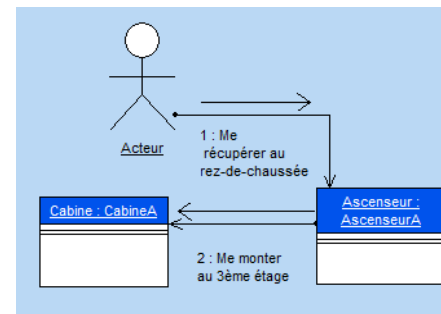 1 : Me
récupérer au
rez-de-chaussée
Acteur
Cabine : CabineA
Ascenseur :
AscenseurA
2 : Me monter
au 3ème étage